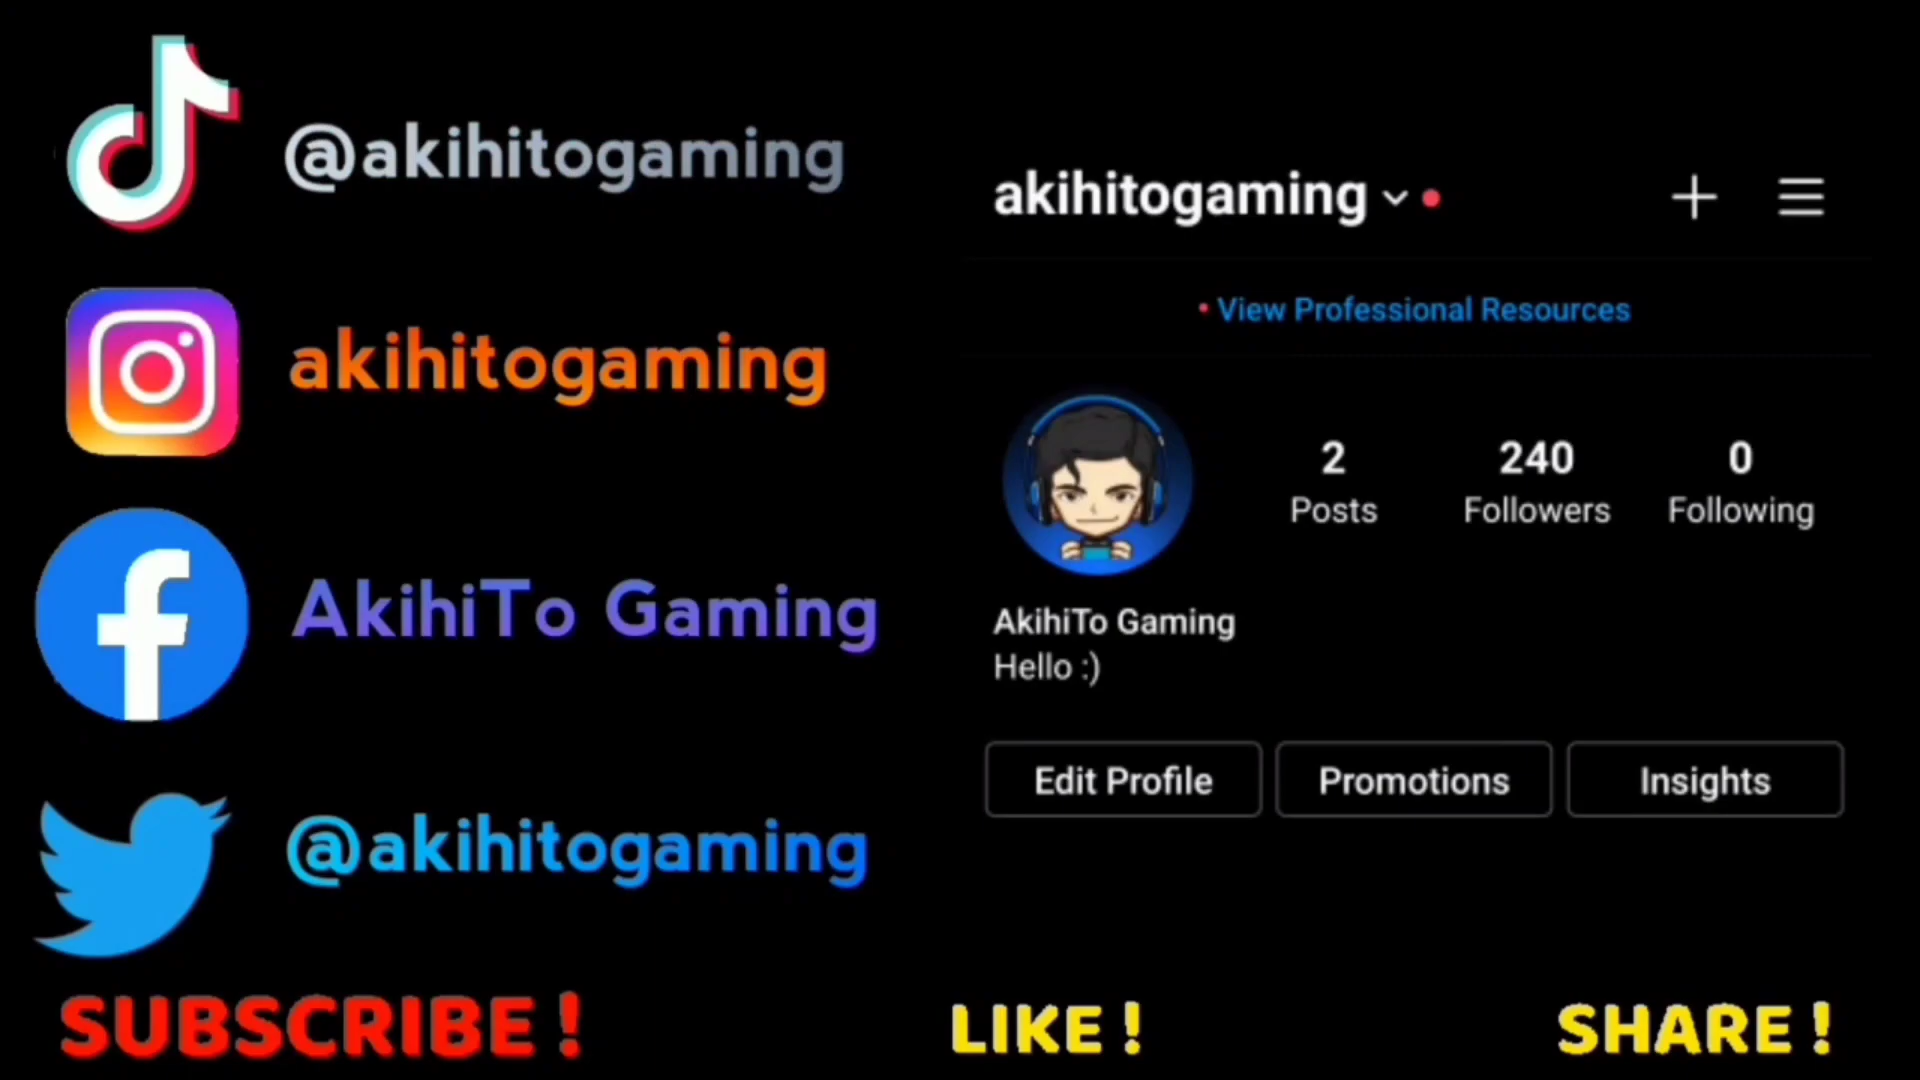 @akihitogaming
akihitogaming
AkihiTo Gaming
@akihitogaming
akihitogaming
View Professional Resources
2 240 0
Posts Followers Following
AkihiTo Gaming
Hello :)
Edit Profile Promotions Insights
SUBSCRIBE ! LIKE ! SHARE !